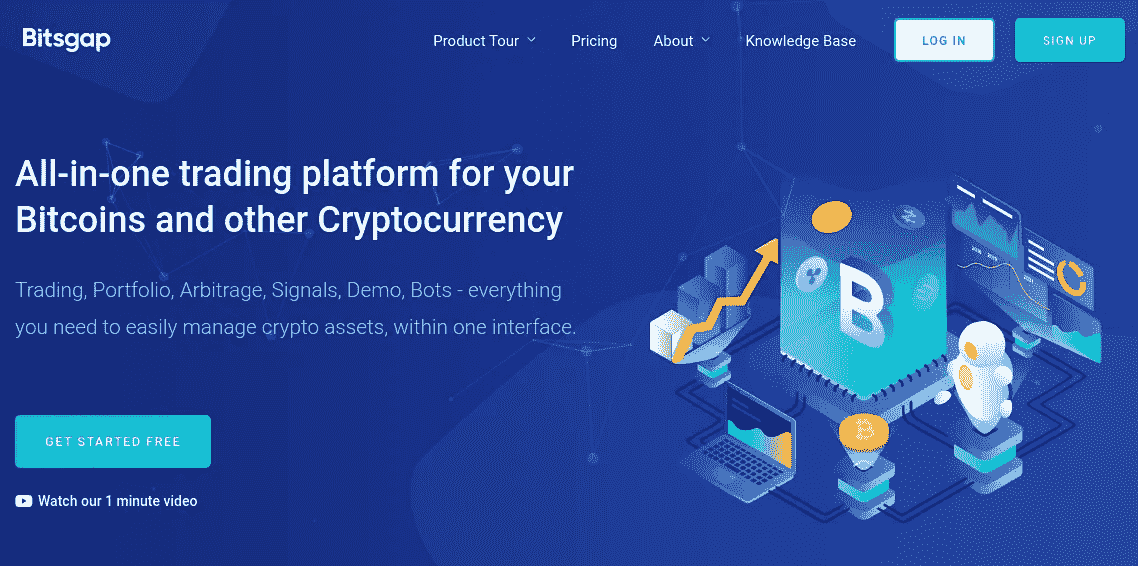 Bitsgap
Product Tour
Pricing
About
Knowledge Base
LOG IN
SIGN UP
All-in-one trading platform for your
Bitcoins and other Cryptocurrency
Trading, Portfolio, Arbitrage, Signals, Demo, Bots - everything
you need to easily manage crypto assets, within one interface.
GET STARTED FREE
Watch our 1 minute video
B